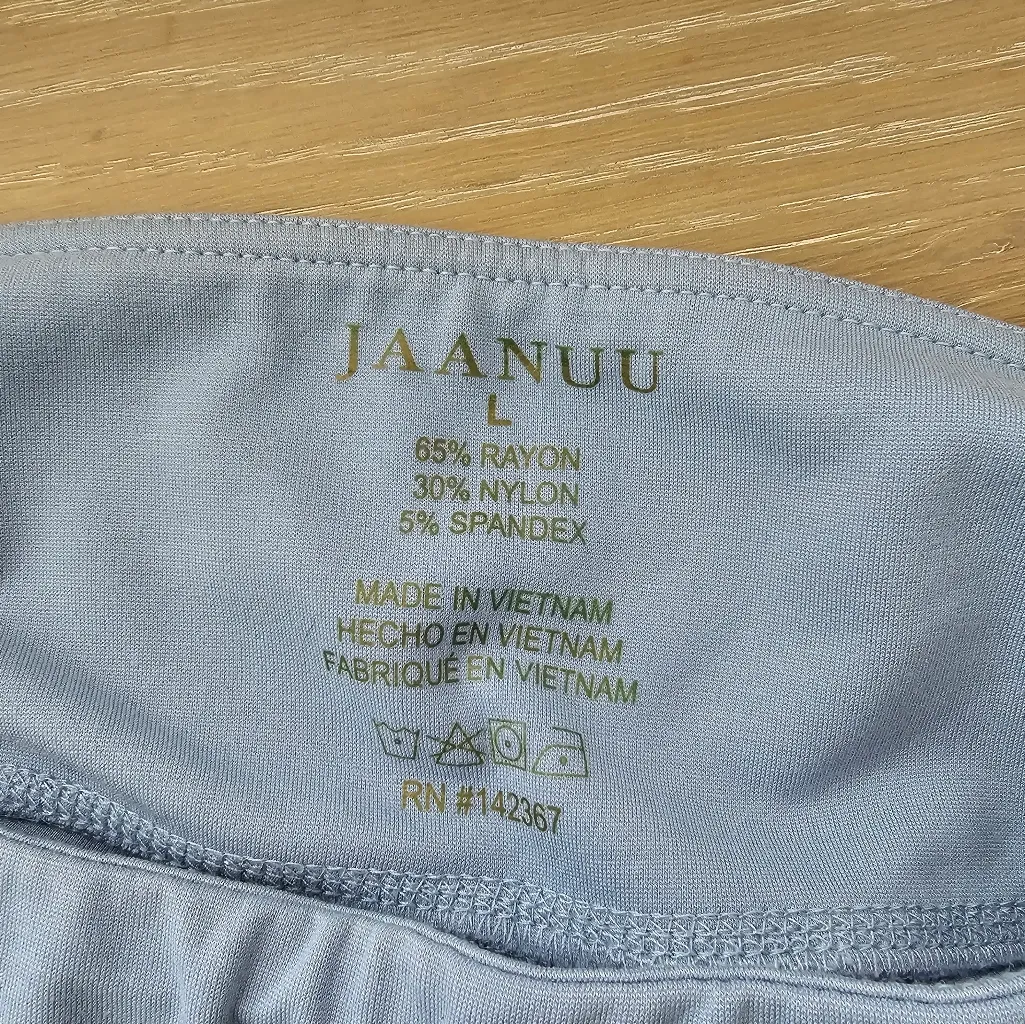 JAANUU
L
65% RAYON
30% NYLON
5% SPANDEX
MADE IN VIETNAM
HECHO EN VIETNAM
FABRIQUÉ EN VIETNAM
RN #142367